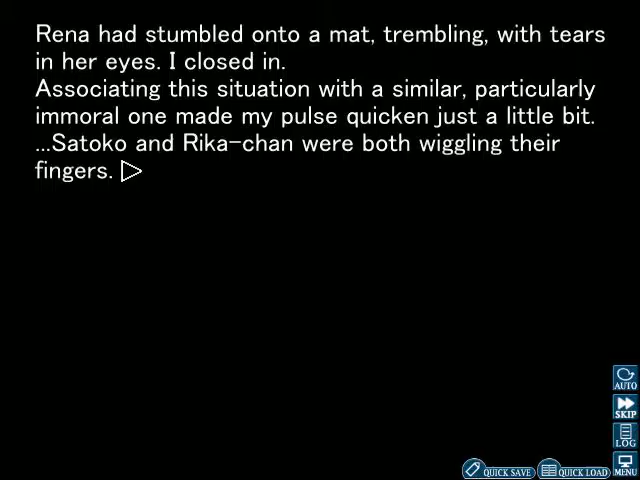 Rena had stumbled onto a mat, trembling, with tears
in her eyes. I closed in.
Associating this situation with a similar, particularly
immoral one made my pulse quicken just a little bit.
...Satoko and Rika-chan were both wiggling their
fingers.
AUTO
SKIP
LOG
MENU
QUICK SAVE
QUICK LOAD